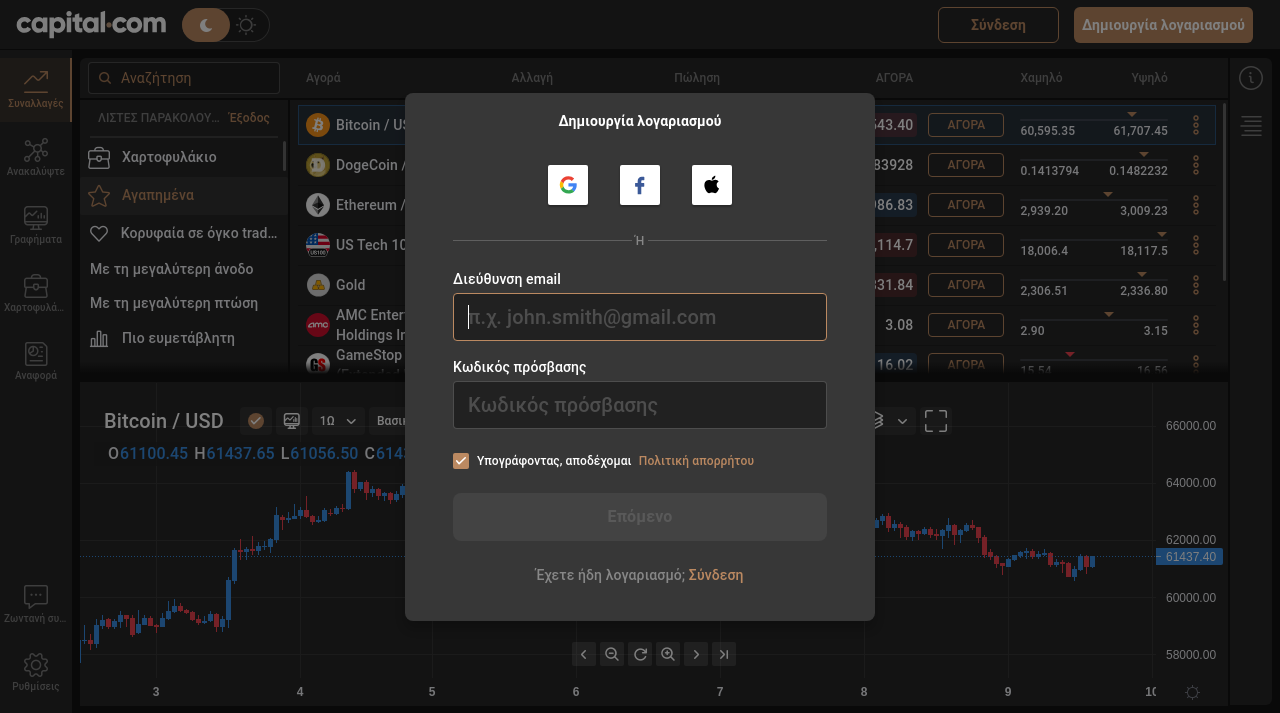 capital.com
Σύνδεση
Δημιουργία λογαριασμού
Συναλλαγές
Ανακαλύψτε
Γραφήματα
Χαρτοφυλά...
Αναφορά
Ζωντανή συ...
Ρυθμίσεις
Αναζήτηση
ΛΙΣΤΕΣ ΠΑΡΑΚΟΛΟΥ... Έξοδος
Χαρτοφυλάκιο
Αγαπημένα
Κορυφαία σε όγκο trad...
Με τη μεγαλύτερη άνοδο
Με τη μεγαλύτερη πτώση
Πιο ευμετάβλητη
Αγορά Αλλαγή Πώληση ΑΓΟΡΑ Χαμηλό Υψηλό
Bitcoin / US 543.40 ΑΓΟΡΑ 60,595.35 61,707.45
DogeCoin / 83928 ΑΓΟΡΑ 0.1413794 0.1482232
Ethereum / 986.83 ΑΓΟΡΑ 2,939.20 3,009.23
US Tech 10 ,114.7 ΑΓΟΡΑ 18,006.4 18,117.5
Gold 331.84 ΑΓΟΡΑ 2,306.51 2,336.80
AMC Enter
Holdings In 3.08 ΑΓΟΡΑ 2.90 3.15
GameStop 16.02 ΑΓΟΡΑ 15.54 16.56
Δημιουργία λογαριασμού
Ή
Διεύθυνση email
π.χ. john.smith@gmail.com
Κωδικός πρόσβασης
Κωδικός πρόσβασης
Υπογράφοντας, αποδέχομαι Πολιτική απορρήτου
Επόμενο
Έχετε ήδη λογαριασμό; Σύνδεση
Bitcoin / USD 1Ω Βασικ
O61100.45 H61437.65 L61056.50 C6143
66000.00
64000.00
62000.00
61437.40
60000.00
58000.00
3 4 5 6 7 8 9 10